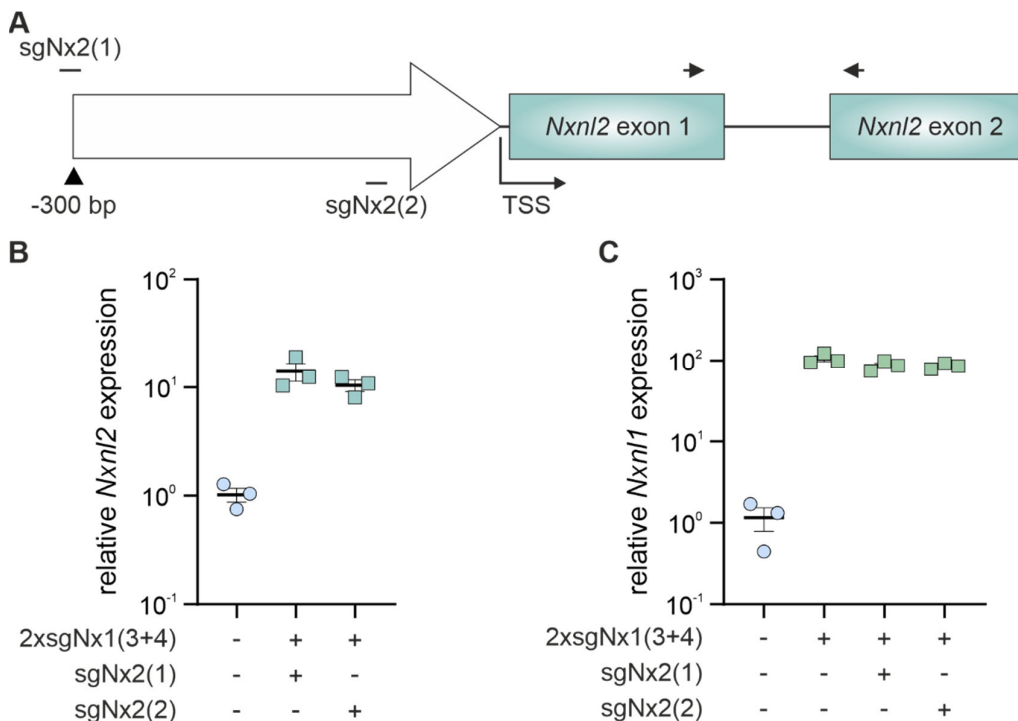 A
sgNx2(1)
Nxnl2 exon 1
Nxnl2 exon 2
-300 bp
sgNx2(2)
TSS
B
relative Nxnl2 expression
10²
10¹
10⁰
10⁻¹
2xsgNx1(3+4) - + +
sgNx2(1) - + -
sgNx2(2) - - +
C
relative Nxnl1 expression
10³
10²
10¹
10⁰
10⁻¹
2xsgNx1(3+4) - + + +
sgNx2(1) - - + -
sgNx2(2) - - - +